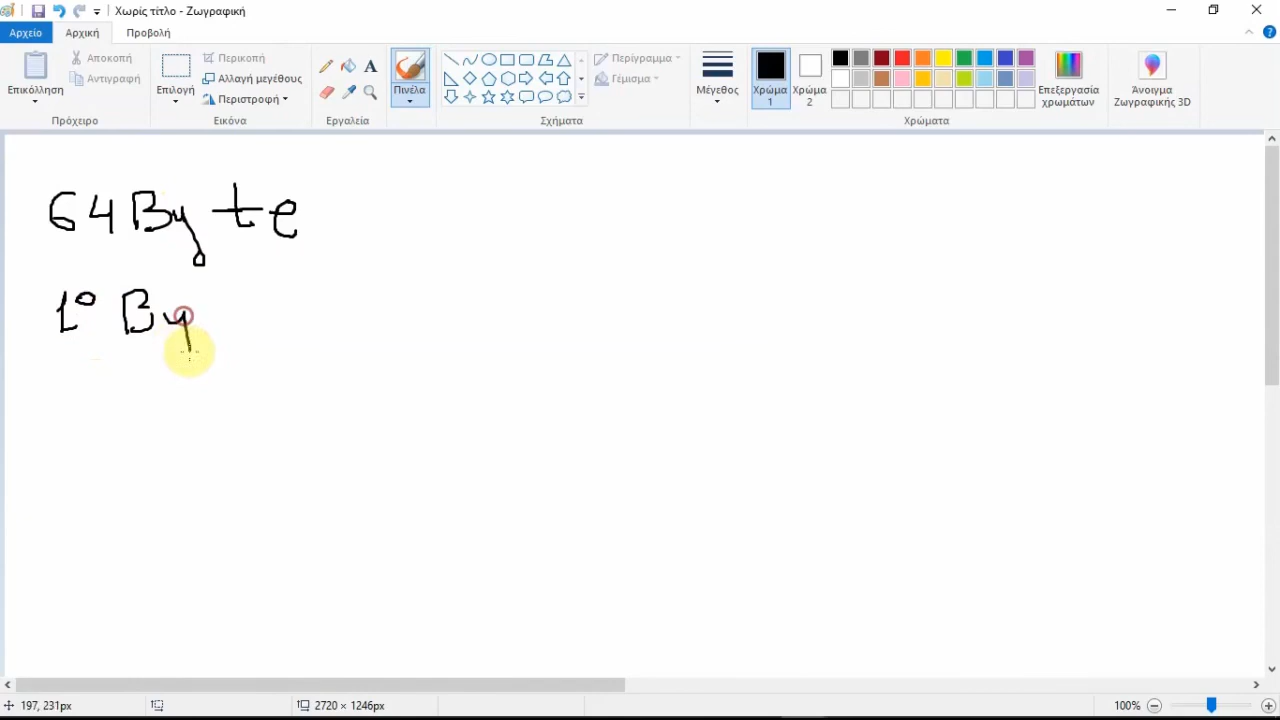 Χωρίς τίτλο - Ζωγραφική
Αρχείο Αρχική Προβολή
Επικόλληση Αποκοπή Αντιγραφή
Πρόχειρο
Επιλογή Περικοπή Αλλαγή μεγέθους Περιστροφή
Εικόνα
A
Εργαλεία
Πινέλα
Περίγραμμα Γέμισμα
Σχήματα
Μέγεθος
Χρώμα 1
Χρώμα 2
Επεξεργασία χρωμάτων
Χρώματα
Άνοιγμα Ζωγραφικής 3D
64 Byte
1º By
197, 231px 2720 × 1246px 100%